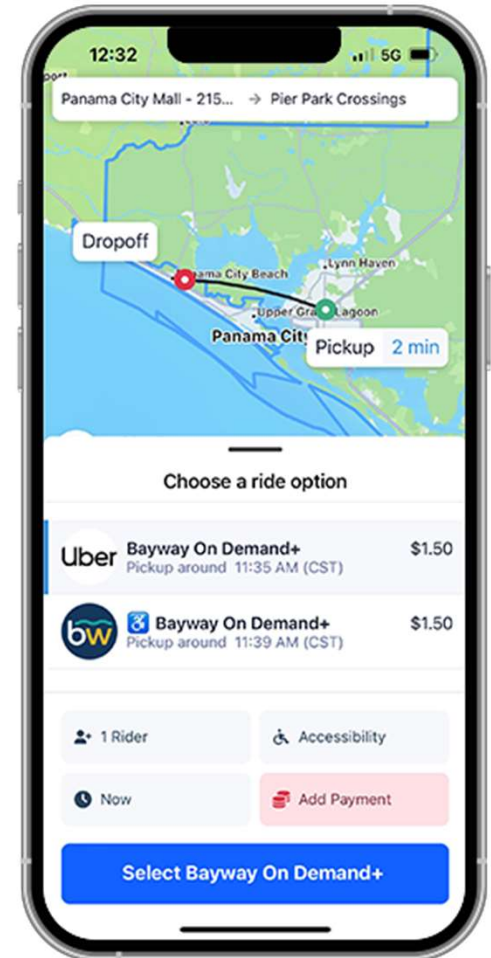 12:32
5G
Panama City Mall - 215... → Pier Park Crossings
Dropoff
Panama City Beach
Lynn Haven
Upper Grand Lagoon
Panama City
Pickup 2 min
Choose a ride option
Uber Bayway On Demand+ $1.50
Pickup around 11:35 AM (CST)
bw ♿ Bayway On Demand+ $1.50
Pickup around 11:39 AM (CST)
1 Rider
Accessibility
Now
Add Payment
Select Bayway On Demand+